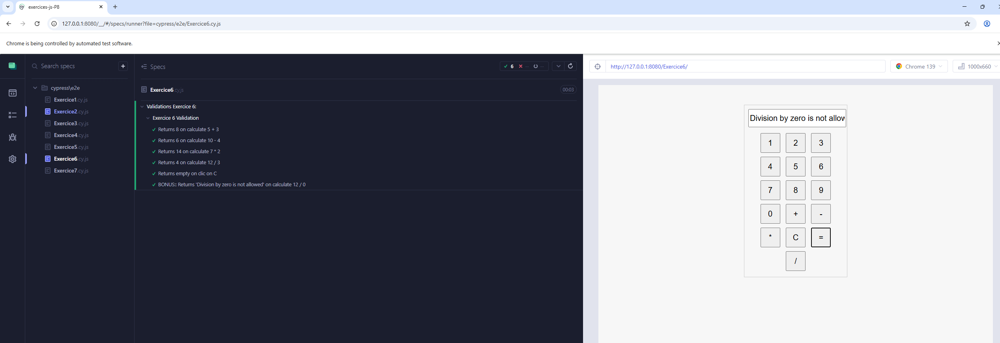 exercices-js-P8
127.0.0.1:8080/__/#/specs/runner?file=cypress/e2e/Exercice6.cy.js
Chrome is being controlled by automated test software.
Search specs
+
cypress\e2e
Exercice1.cy.js
Exercice2.cy.js
Exercice3.cy.js
Exercice4.cy.js
Exercice5.cy.js
Exercice6.cy.js
Exercice7.cy.js
Specs
6 -- --
Exercice6.cy.js
00:03
Validations Exercice 6:
Exercice 6 Validation
Returns 8 on calculate 5 + 3
Returns 6 on calculate 10 - 4
Returns 14 on calculate 7 * 2
Returns 4 on calculate 12 / 3
Returns empty on clic on C
BONUS:: Returns 'Division by zero is not allowed' on calculate 12 / 0
http://127.0.0.1:8080/Exercice6/
Chrome 139
1000x660
Division by zero is not allow
1 2 3
4 5 6
7 8 9
0 + -
* C =
/